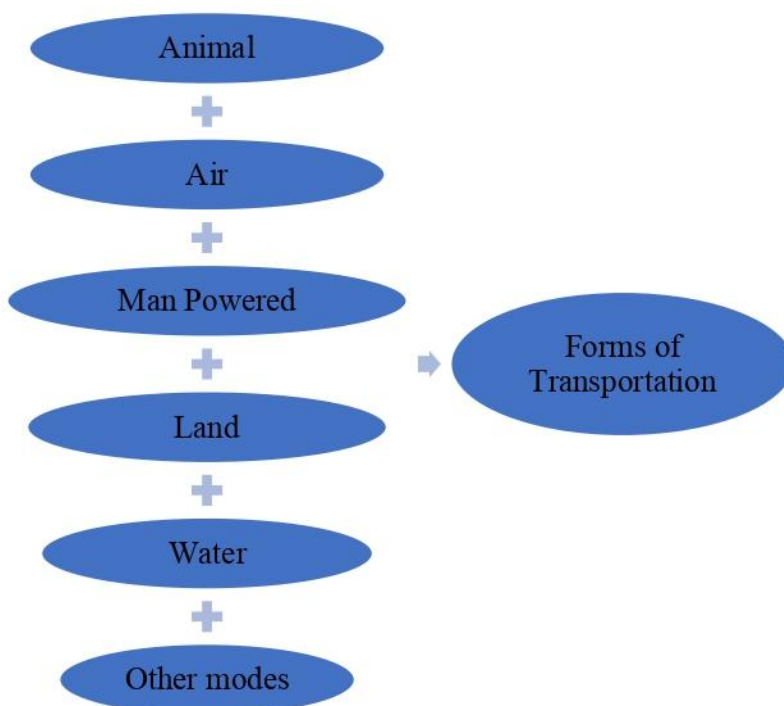 Animal
Air
Man Powered
Land
Water
Other modes
Forms of
Transportation